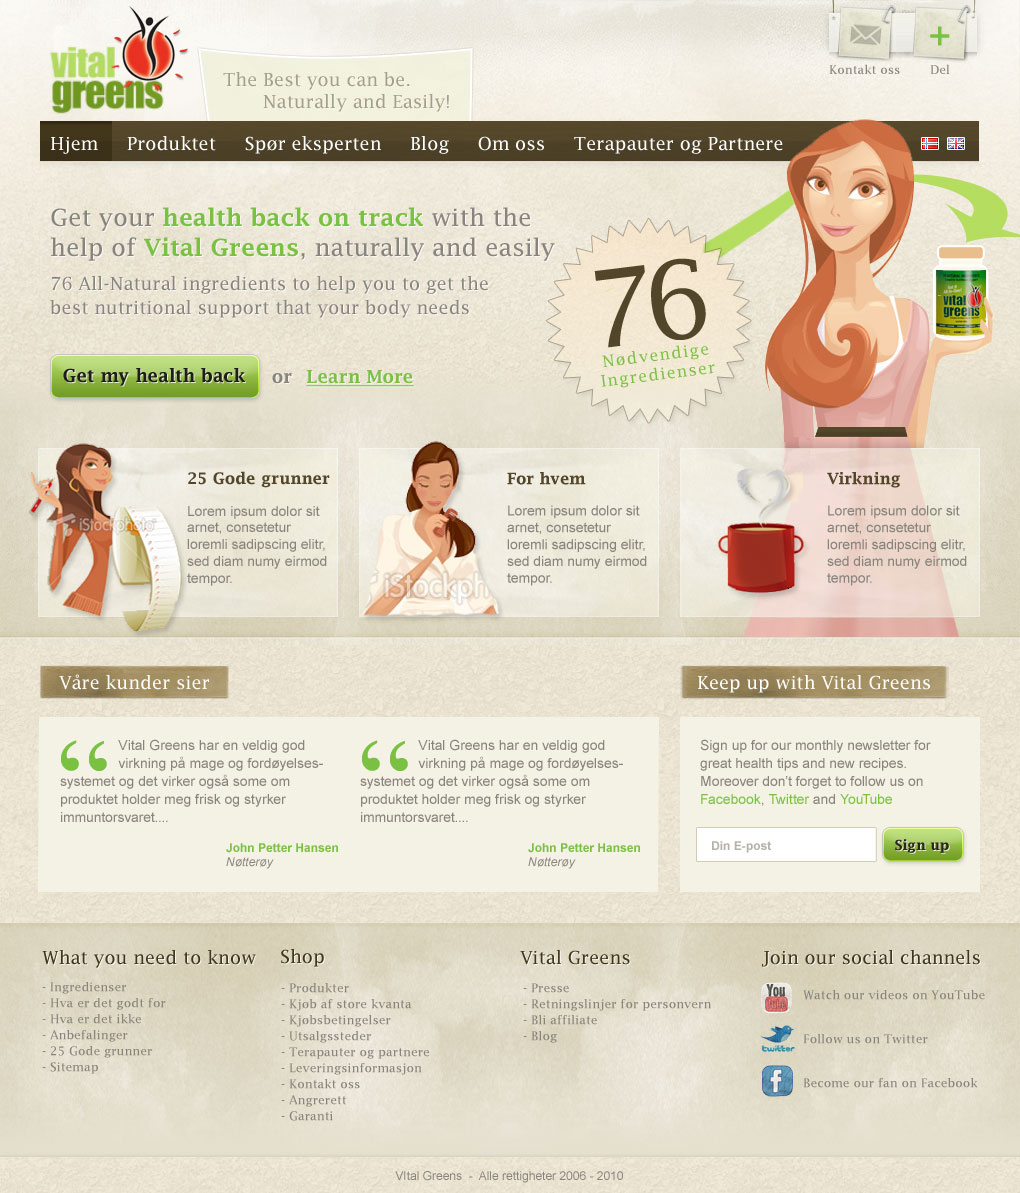 vital
greens
The Best you can be.
Naturally and Easily!
Kontakt oss
Del
Hjem
Produktet
Spør eksperten
Blog
Om oss
Terapauter og Partnere
Get your health back on track with the
help of Vital Greens, naturally and easily
76 All-Natural ingredients to help you to get the
best nutritional support that your body needs
Get my health back
or
Learn More
76
Nødvendige
Ingredienser
vital
greens
25 Gode grunner
Lorem ipsum dolor sit
arnet, consetetur
loremli sadipscing elitr,
sed diam numy eirmod
tempor.
iStockphoto
For hvem
Lorem ipsum dolor sit
arnet, consetetur
loremli sadipscing elitr,
sed diam numy eirmod
tempor.
iStockph
Virkning
Lorem ipsum dolor sit
arnet, consetetur
loremli sadipscing elitr,
sed diam numy eirmod
tempor.
Våre kunder sier
Vital Greens har en veldig god
virkning på mage og fordøyelses-
systemet og det virker også some om
produktet holder meg frisk og styrker
immuntorsvaret....
John Petter Hansen
Nøtterøy
Vital Greens har en veldig god
virkning på mage og fordøyelses-
systemet og det virker også some om
produktet holder meg frisk og styrker
immuntorsvaret....
John Petter Hansen
Nøtterøy
Keep up with Vital Greens
Sign up for our monthly newsletter for
great health tips and new recipes.
Moreover don't forget to follow us on
Facebook, Twitter and YouTube
Din E-post
Sign up
What you need to know
- Ingredienser
- Hva er det godt for
- Hva er det ikke
- Anbefalinger
- 25 Gode grunner
- Sitemap
Shop
- Produkter
- Kjøb af store kvanta
- Kjøbsbetingelser
- Utsalgssteder
- Terapauter og partnere
- Leveringsinformasjon
- Kontakt oss
- Angrerett
- Garanti
Vital Greens
- Presse
- Retningslinjer for personvern
- Bli affiliate
- Blog
Join our social channels
You
Watch our videos on YouTube
twitter
Follow us on Twitter
f
Become our fan on Facebook
VItal Greens - Alle rettigheter 2006 - 2010